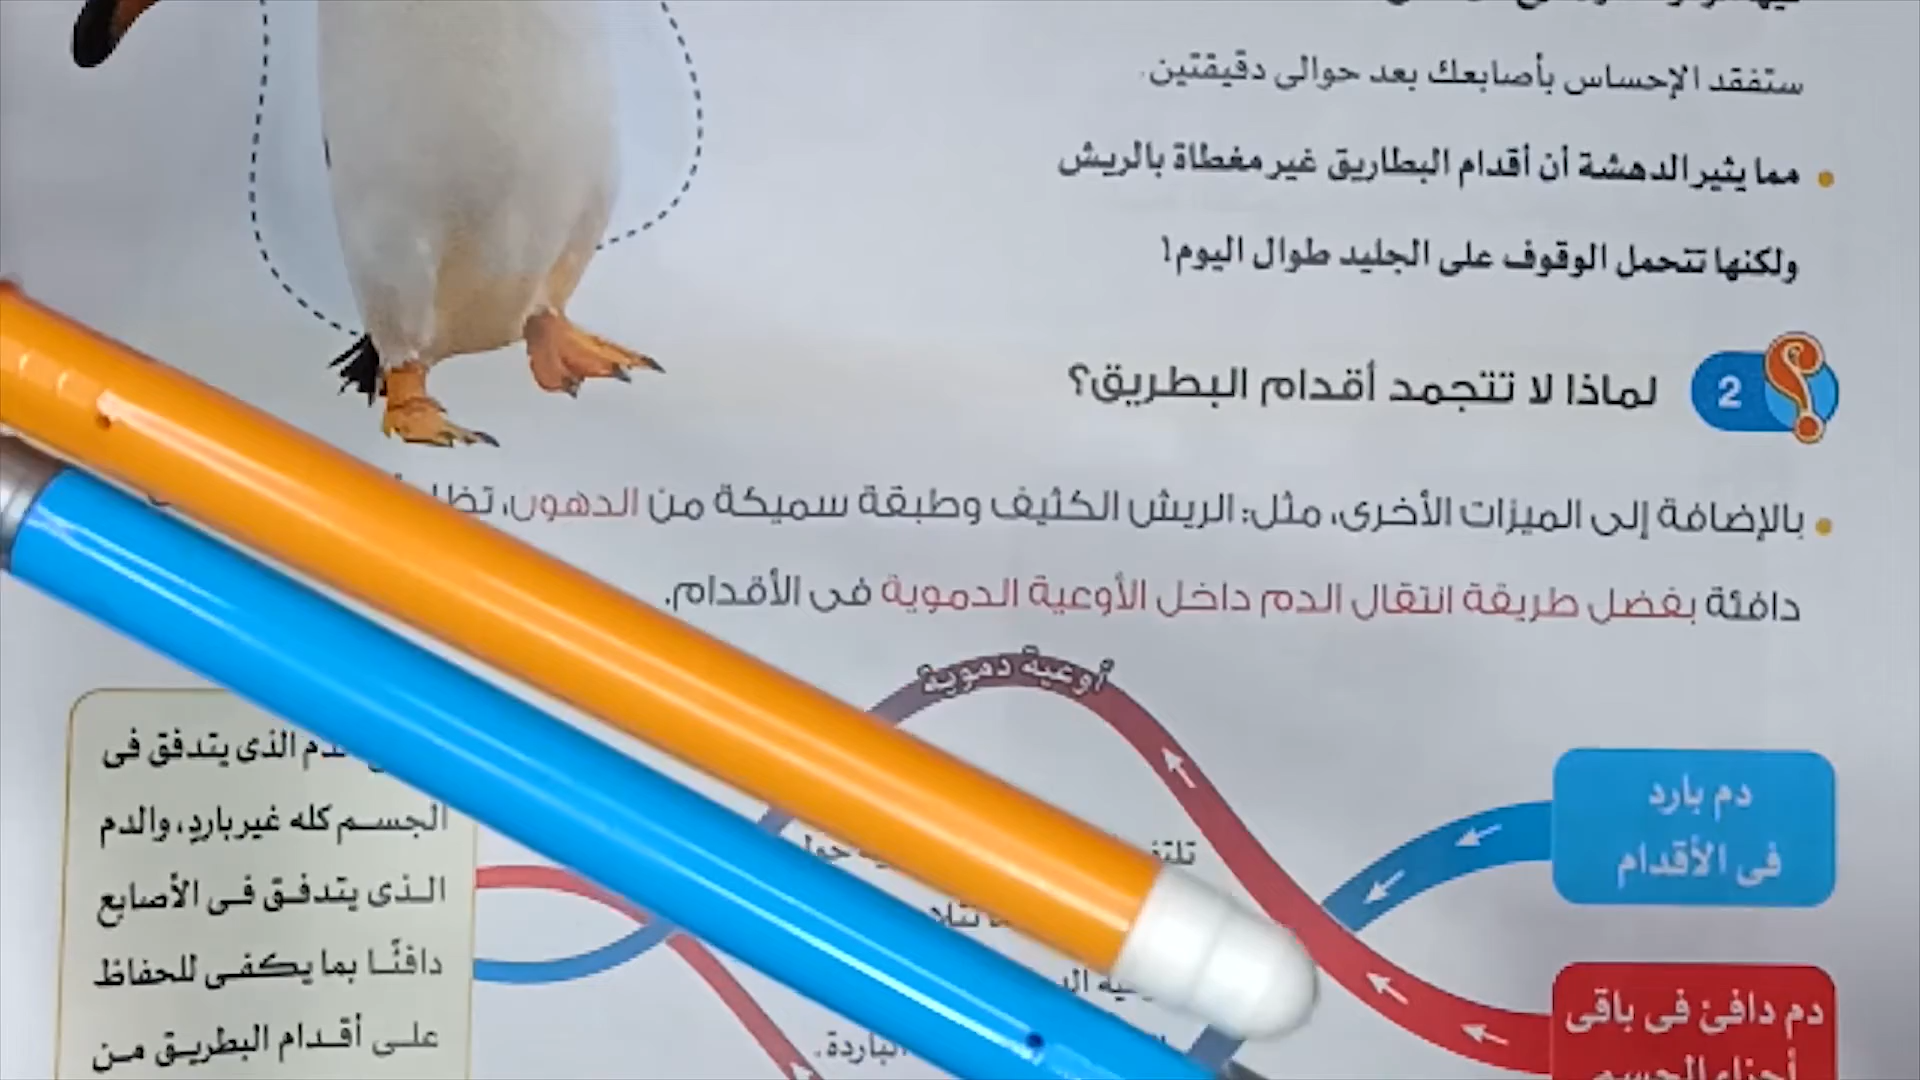 ستفقد الإحساس بأصابعك بعد حوالى دقيقتين.
مما يثير الدهشة أن أقدام البطاريق غير مغطاة بالريش
ولكنها تتحمل الوقوف على الجليد طوال اليوم!
2 لماذا لا تتجمد أقدام البطريق؟
بالإضافة إلى الميزات الأخرى، مثل: الريش الكثيف وطبقة سميكة من الدهون،
دافئة بفضل طريقة انتقال الدم داخل الأوعية الدموية فى الأقدام.
أوعية دموية
دم بارد
فى الأقدام
دم دافئ فى باقى
أجزاء الجسم
الباردة.
الذى يتدفق فى
الجسم كله غير باردٍ، والدم
الذى يتدفق فى الأصابع
دافئًا بما يكفى للحفاظ
على أقدام البطريق من